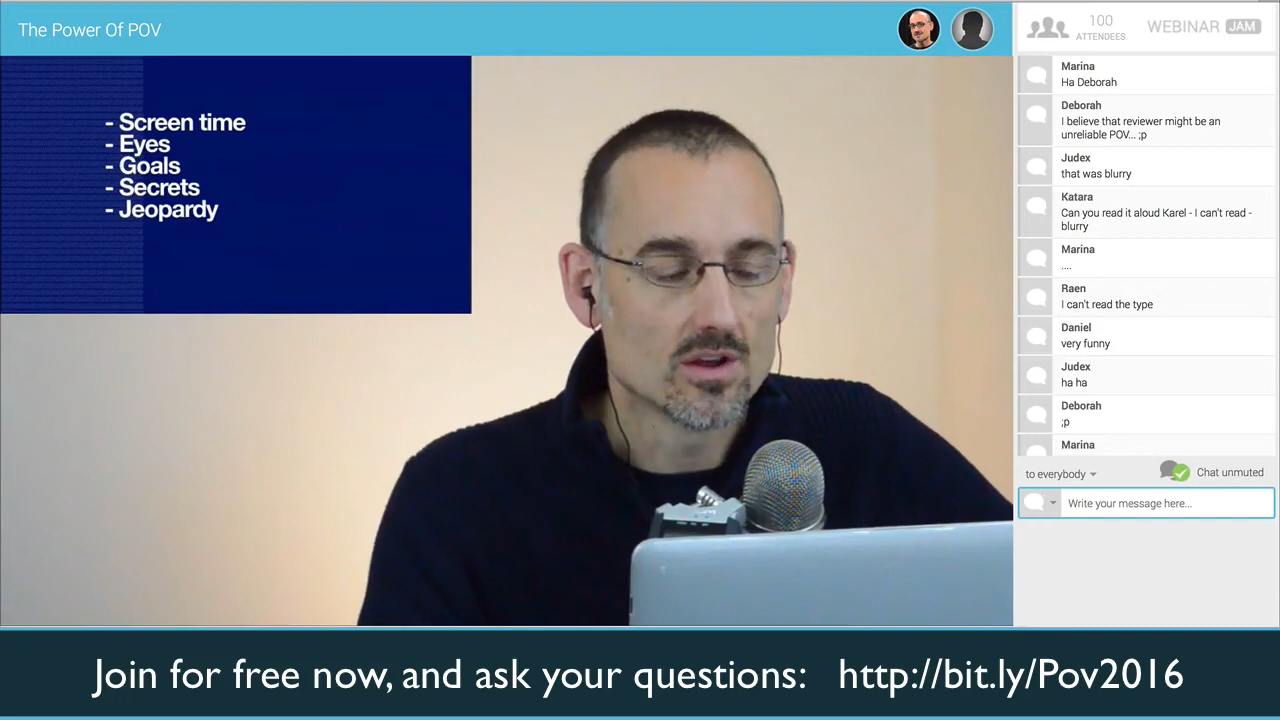 The Power Of POV
- Screen time
- Eyes
- Goals
- Secrets
- Jeopardy
100
ATTENDEES
WEBINAR JAM
Marina
Ha Deborah
Deborah
I believe that reviewer might be an
unreliable POV... ;p
Judex
that was blurry
Katara
Can you read it aloud Karel - I can't read -
blurry
Marina
....
Raen
I can't read the type
Daniel
very funny
Judex
ha ha
Deborah
;p
Marina
to everybody
Chat unmuted
Write your message here...
Join for free now, and ask your questions: http://bit.ly/Pov2016